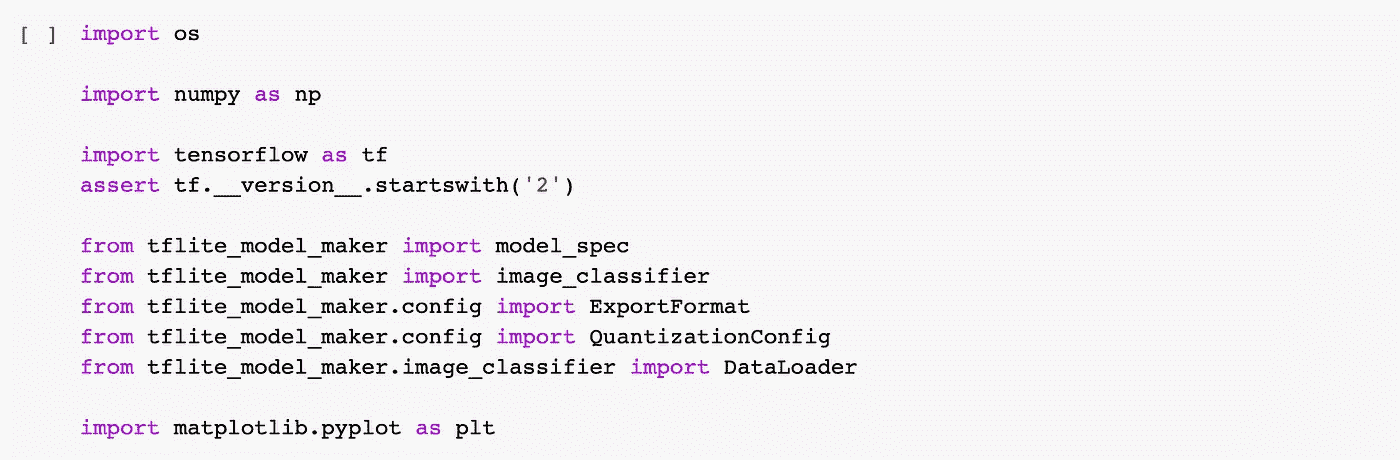 [ ] import os
import numpy as np
import tensorflow as tf
assert tf.__version__.startswith('2')
from tflite_model_maker import model_spec
from tflite_model_maker import image_classifier
from tflite_model_maker.config import ExportFormat
from tflite_model_maker.config import QuantizationConfig
from tflite_model_maker.image_classifier import DataLoader
import matplotlib.pyplot as plt